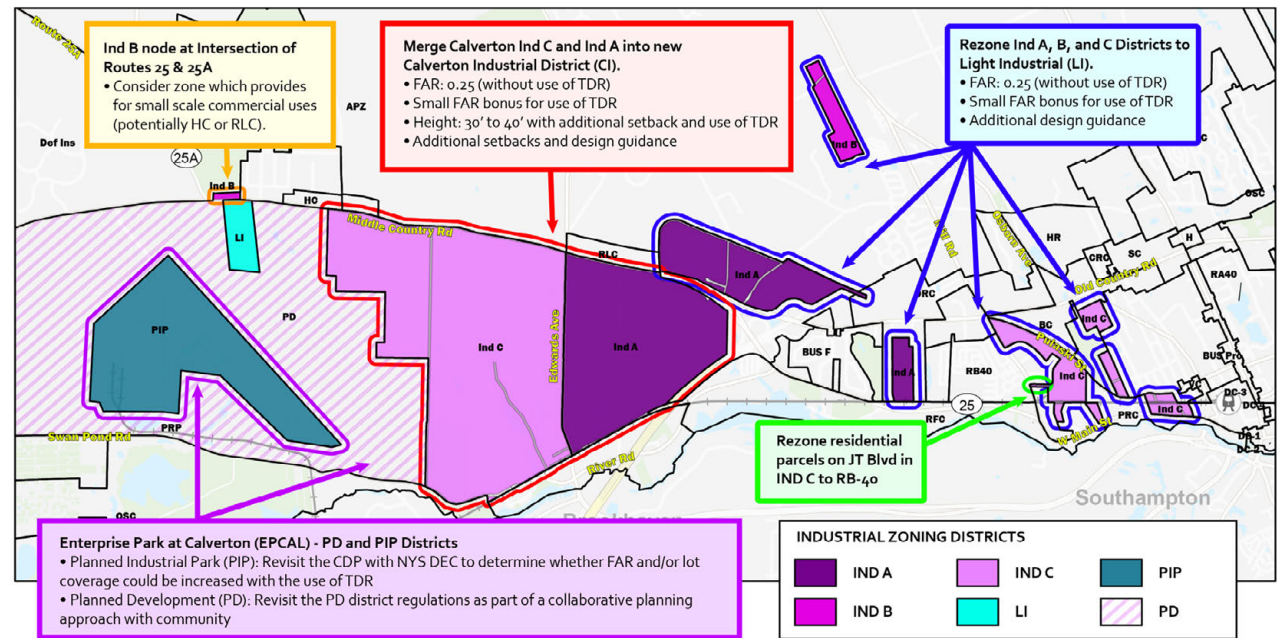 Route 25A
Ind B node at Intersection of
Routes 25 & 25A
• Consider zone which provides
for small scale commercial uses
(potentially HC or RLC).
Merge Calverton Ind C and Ind A into new
Calverton Industrial District (CI).
• FAR: 0.25 (without use of TDR)
• Small FAR bonus for use of TDR
• Height: 30' to 40' with additional setback and use of TDR
• Additional setbacks and design guidance
Rezone Ind A, B, and C Districts to
Light Industrial (LI).
• FAR: 0.25 (without use of TDR)
• Small FAR bonus for use of TDR
• Additional design guidance
APZ
Dof Ins
25A
Ind B
Ind B
OSC
HC
LI
Middle Country Rd
RLC
Ind A
Mill Rd
Osborn Ave
HR
SC
H
CRC
Old Country Rd
RA40
PD
PIP
Ind C
Edwards Ave
Ind A
BUS F
Ind A
RB40
BC
Pulaski St
Ind C
Ind C
BUS Pro
DC-3
PRP
Swan Pond Rd
River Rd
RFC
25
W Main St
PRC
Ind C
DC-1
DC-2
Rezone residential
parcels on JT Blvd in
IND C to RB-40
Southampton
OSC
Brookhaven
Enterprise Park at Calverton (EPCAL) - PD and PIP Districts
• Planned Industrial Park (PIP): Revisit the CDP with NYS DEC to determine whether FAR and/or lot
coverage could be increased with the use of TDR
• Planned Development (PD): Revisit the PD district regulations as part of a collaborative planning
approach with community
INDUSTRIAL ZONING DISTRICTS
IND A
IND C
PIP
IND B
LI
PD